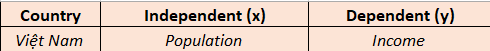 Country Independent (x) Dependent (y)
Việt Nam Population Income